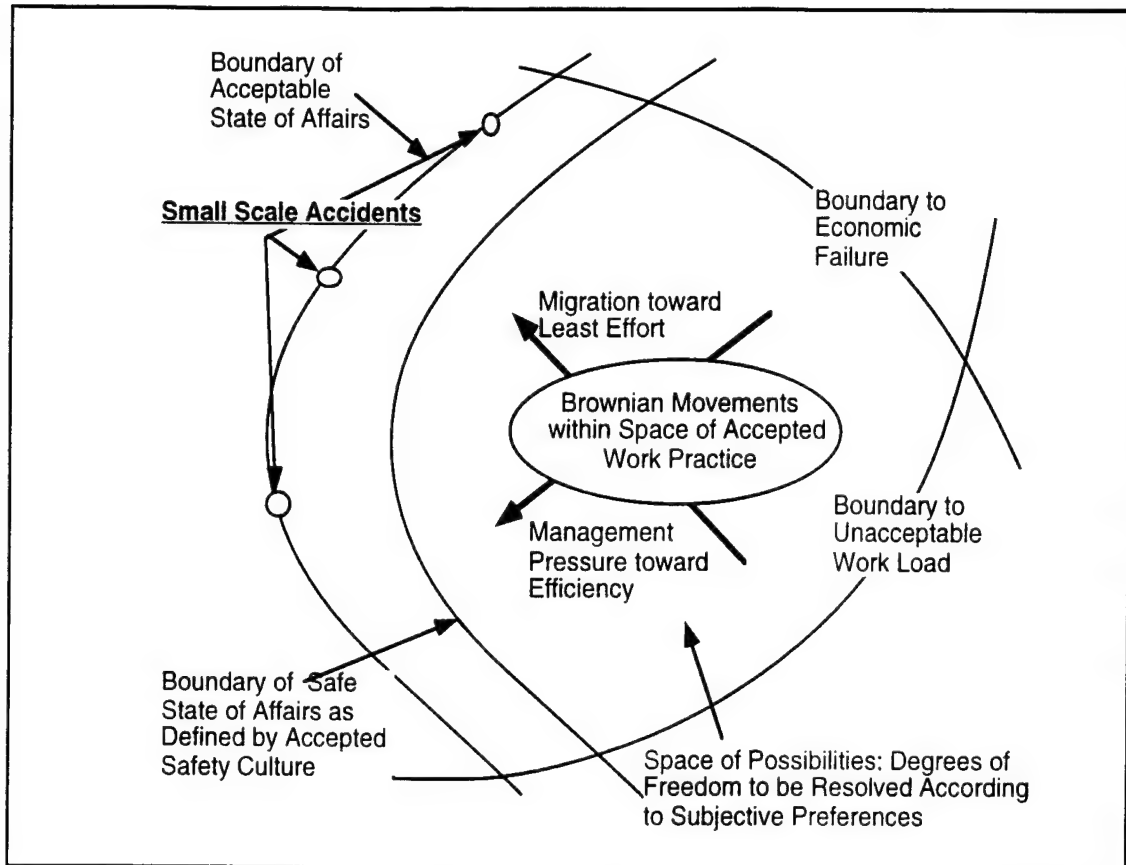 Boundary of
Acceptable
State of Affairs
Small Scale Accidents
Boundary to
Economic
Failure
Migration toward
Least Effort
Brownian Movements
within Space of Accepted
Work Practice
Management
Pressure toward
Efficiency
Boundary to
Unacceptable
Work Load
Boundary of Safe
State of Affairs as
Defined by Accepted
Safety Culture
Space of Possibilities: Degrees of
Freedom to be Resolved According
to Subjective Preferences